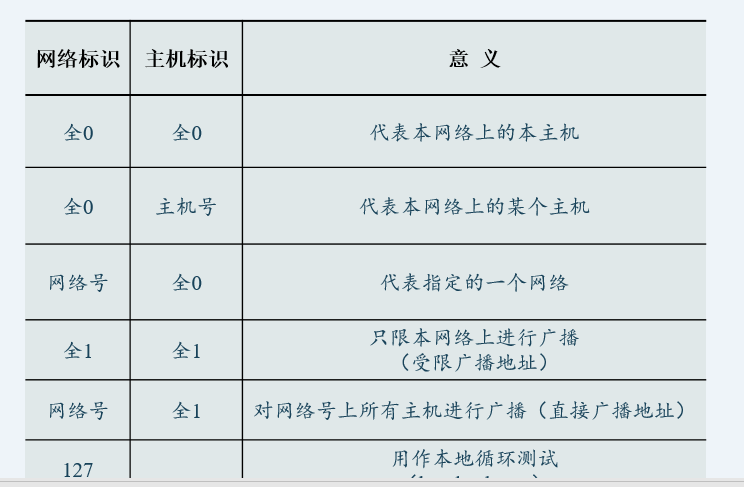 网络标识 主机标识 意 义
全0 全0 代表本网络上的本主机
全0 主机号 代表本网络上的某个主机
网络号 全0 代表指定的一个网络
全1 全1 只限本网络上进行广播
（受限广播地址）
网络号 全1 对网络号上所有主机进行广播（直接广播地址）
127 用作本地循环测试